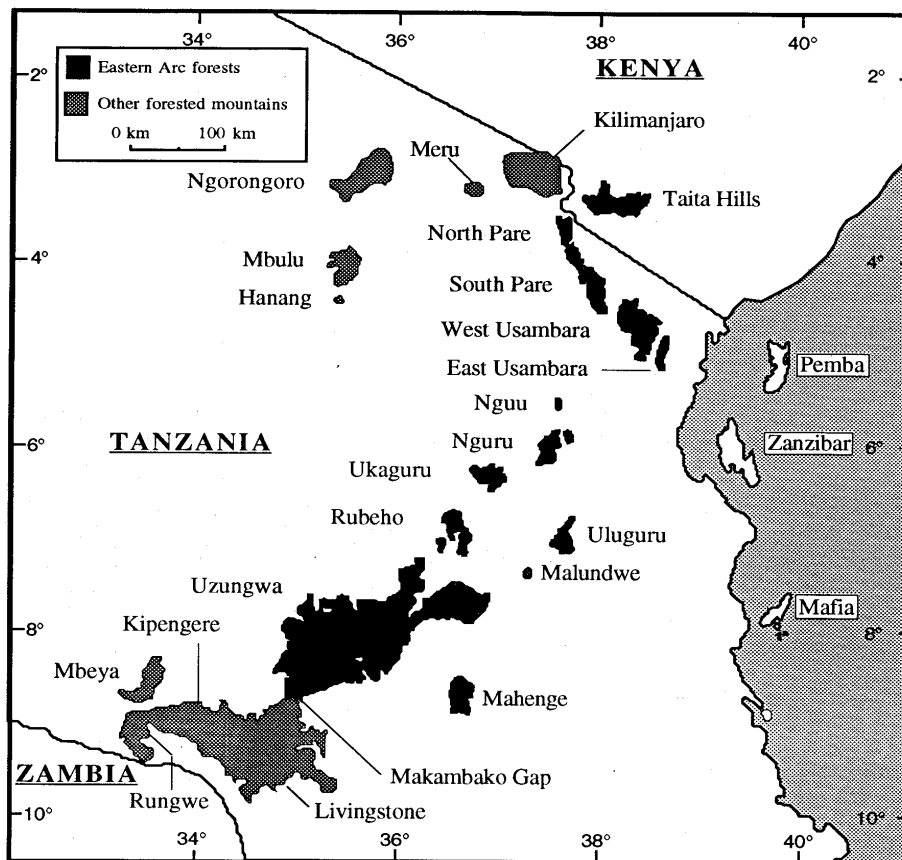 34°
36°
38°
40°
Eastern Arc forests
Other forested mountains
0 km 100 km
KENYA
2°
2°
Kilimanjaro
Meru
Ngorongoro
Taita Hills
North Pare
Mbulu
4°
4°
Hanang
South Pare
West Usambara
East Usambara
Pemba
Nguu
TANZANIA
Nguru
Zanzibar
6°
6°
Ukaguru
Rubeho
Uluguru
Malundwe
Uzungwa
Mafia
Kipengere
8°
8°
Mbeya
Mahenge
ZAMBIA
Makambako Gap
Rungwe
Livingstone
10°
10°
34°
36°
38°
40°